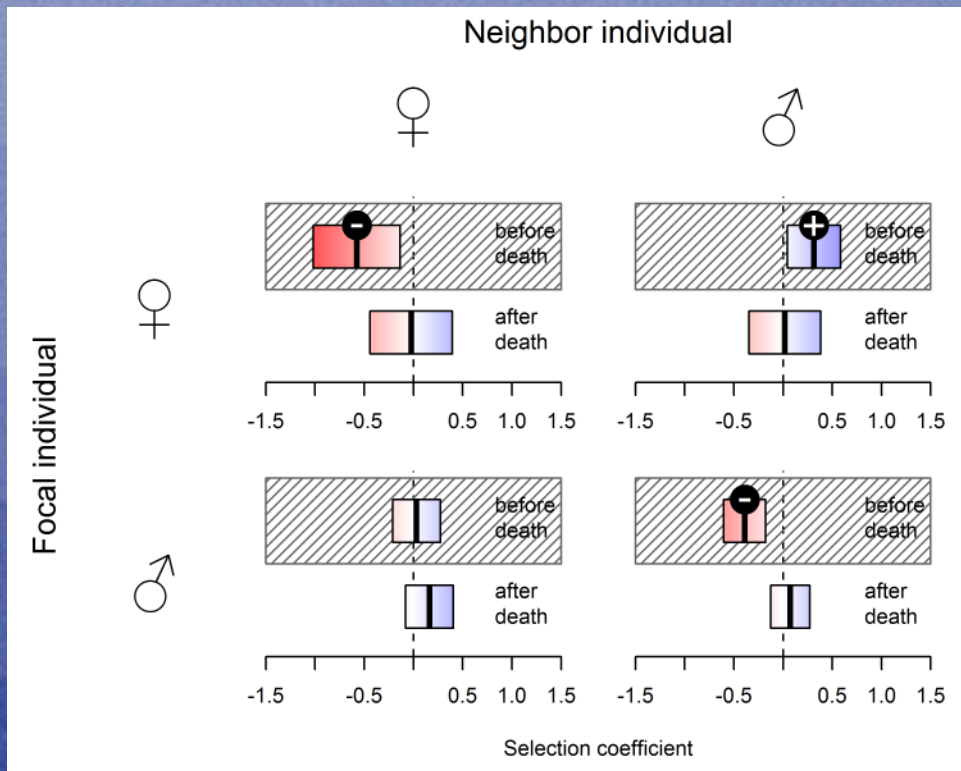 Neighbor individual
♀ ♂
Focal individual
♀
before
death
before
death
after
death
after
death
-1.5 -0.5 0.5 1.0 1.5 -1.5 -0.5 0.5 1.0 1.5
♂
before
death
before
death
after
death
after
death
-1.5 -0.5 0.5 1.0 1.5 -1.5 -0.5 0.5 1.0 1.5
Selection coefficient